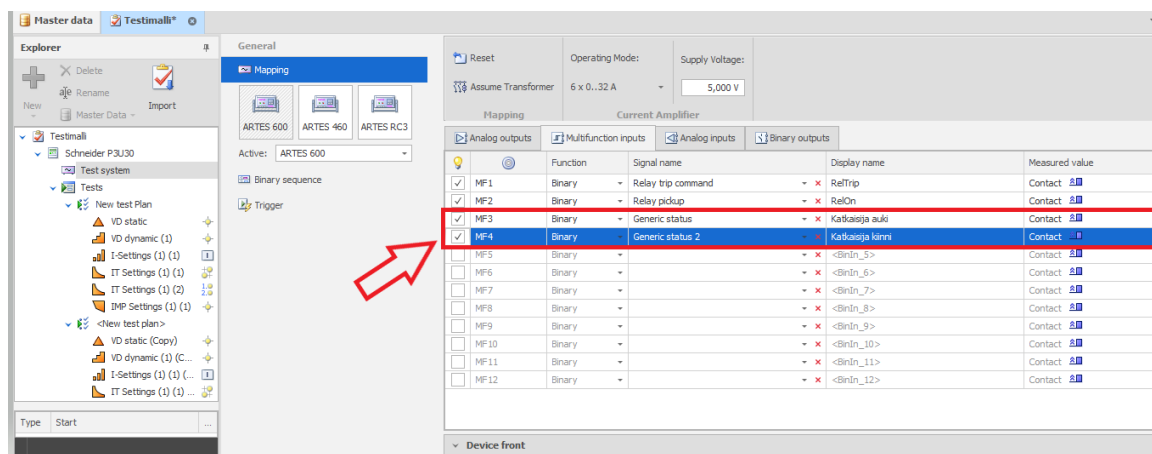 Master data
Testimalli*
Explorer
New
Delete
Rename
Master Data
Import
Testimalli
Schneider P3U30
Test system
Tests
New test Plan
VD static
VD dynamic (1)
I-Settings (1) (1)
IT Settings (1) (1)
IT Settings (1) (2)
1.0
2.0
IMP Settings (1) (1)
<New test plan>
VD static (Copy)
VD dynamic (1) (C...
I-Settings (1) (1) (...
IT Settings (1) (1) ...
Type Start ...
General
Mapping
ARTES 600 ARTES 460 ARTES RC3
Active: ARTES 600
Binary sequence
Trigger
Reset
Assume Transformer
Mapping
Operating Mode:
6 x 0..32 A
Supply Voltage:
5,000 V
Current Amplifier
Analog outputs Multifunction inputs Analog inputs Binary outputs
Function Signal name Display name Measured value
MF1 Binary Relay trip command RelTrip Contact
MF2 Binary Relay pickup RelOn Contact
MF3 Binary Generic status Katkaisija auki Contact
MF4 Binary Generic status 2 Katkaisija kiinni Contact
MF5 Binary <BinIn_5> Contact
MF6 Binary <BinIn_6> Contact
MF7 Binary <BinIn_7> Contact
MF8 Binary <BinIn_8> Contact
MF9 Binary <BinIn_9> Contact
MF10 Binary <BinIn_10> Contact
MF11 Binary <BinIn_11> Contact
MF12 Binary <BinIn_12> Contact
Device front